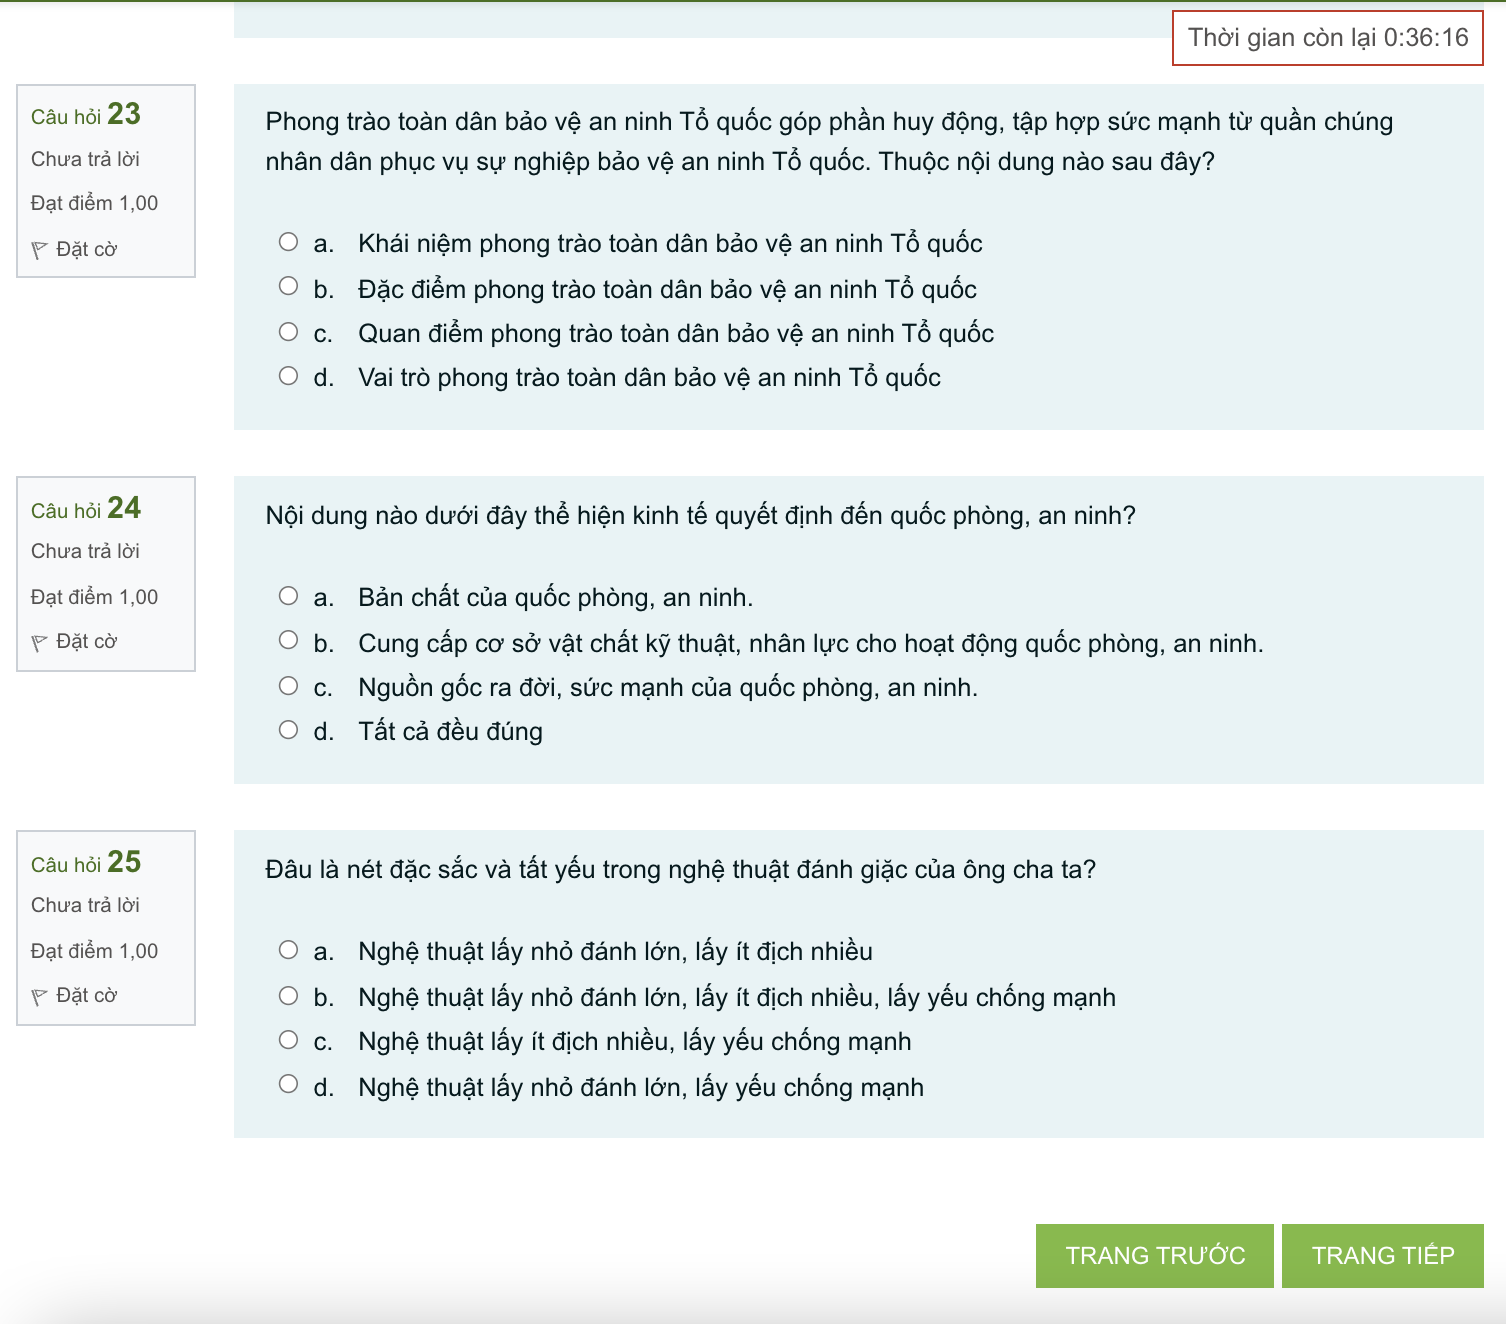 Thời gian còn lại 0:36:16
Câu hỏi 23
Chưa trả lời
Đạt điểm 1,00
Đặt cờ
Phong trào toàn dân bảo vệ an ninh Tổ quốc góp phần huy động, tập hợp sức mạnh từ quần chúng
nhân dân phục vụ sự nghiệp bảo vệ an ninh Tổ quốc. Thuộc nội dung nào sau đây?
a. Khái niệm phong trào toàn dân bảo vệ an ninh Tổ quốc
b. Đặc điểm phong trào toàn dân bảo vệ an ninh Tổ quốc
c. Quan điểm phong trào toàn dân bảo vệ an ninh Tổ quốc
d. Vai trò phong trào toàn dân bảo vệ an ninh Tổ quốc
Câu hỏi 24
Chưa trả lời
Đạt điểm 1,00
Đặt cờ
Nội dung nào dưới đây thể hiện kinh tế quyết định đến quốc phòng, an ninh?
a. Bản chất của quốc phòng, an ninh.
b. Cung cấp cơ sở vật chất kỹ thuật, nhân lực cho hoạt động quốc phòng, an ninh.
c. Nguồn gốc ra đời, sức mạnh của quốc phòng, an ninh.
d. Tất cả đều đúng
Câu hỏi 25
Chưa trả lời
Đạt điểm 1,00
Đặt cờ
Đâu là nét đặc sắc và tất yếu trong nghệ thuật đánh giặc của ông cha ta?
a. Nghệ thuật lấy nhỏ đánh lớn, lấy ít địch nhiều
b. Nghệ thuật lấy nhỏ đánh lớn, lấy ít địch nhiều, lấy yếu chống mạnh
c. Nghệ thuật lấy ít địch nhiều, lấy yếu chống mạnh
d. Nghệ thuật lấy nhỏ đánh lớn, lấy yếu chống mạnh
TRANG TRƯỚC
TRANG TIẾP